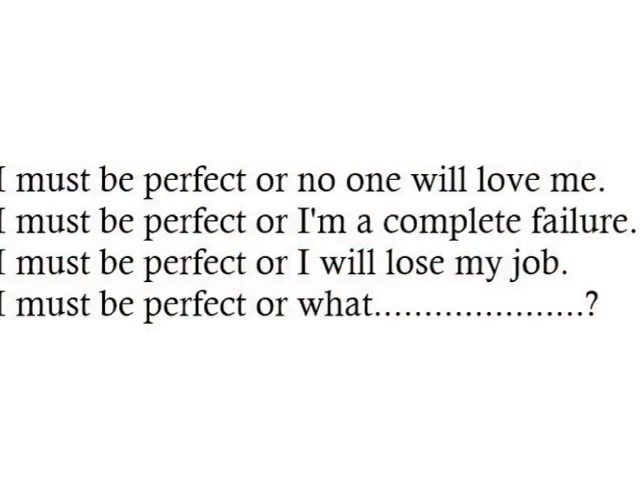 I must be perfect or no one will love me.
I must be perfect or I'm a complete failure.
I must be perfect or I will lose my job.
I must be perfect or what.....................?